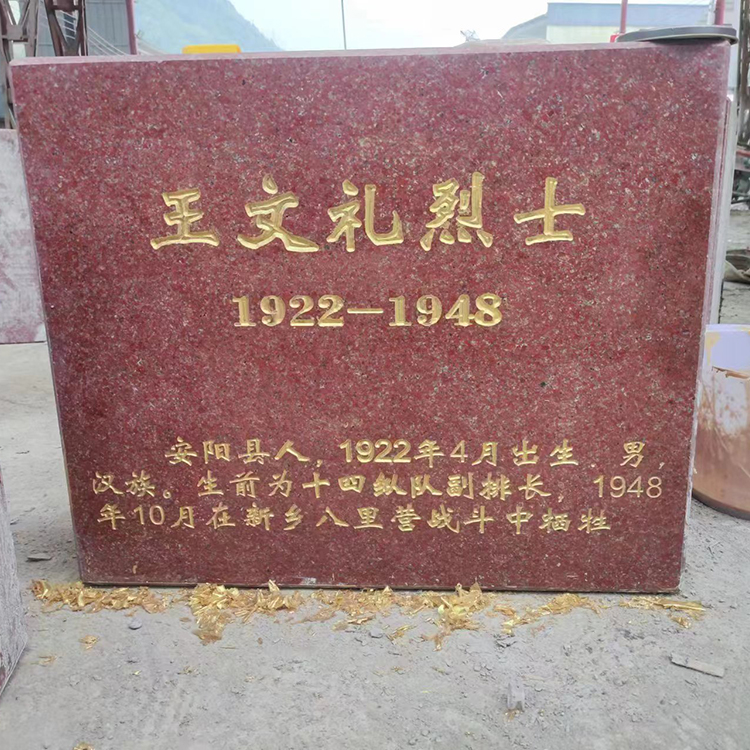 王文礼烈士
1922-1948
安阳县人，1922年4月出生 男，
汉族。生前为十四纵队副排长，1948
年10月在新乡八里营战斗中牺牲